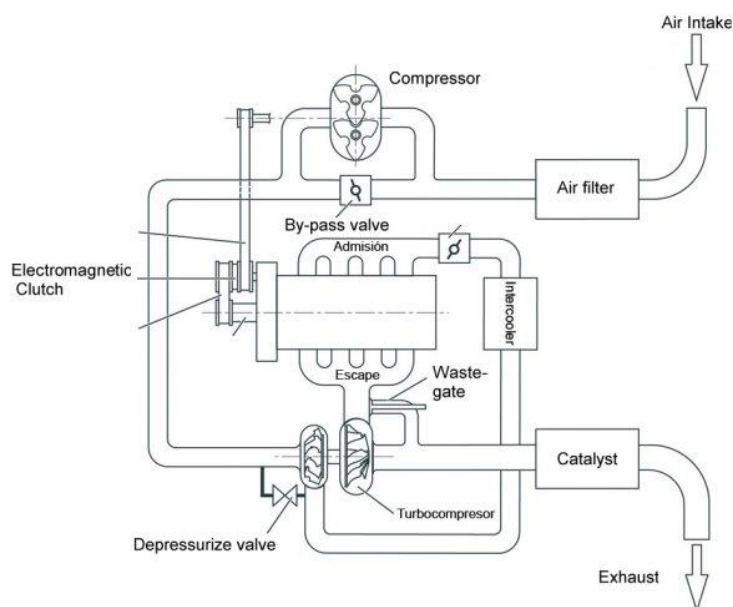 Air Intake
Compressor
Air filter
By-pass valve
Admisión
Electromagnetic
Clutch
Intercooler
Escape
Waste-
gate
Catalyst
Turbocompresor
Depressurize valve
Exhaust